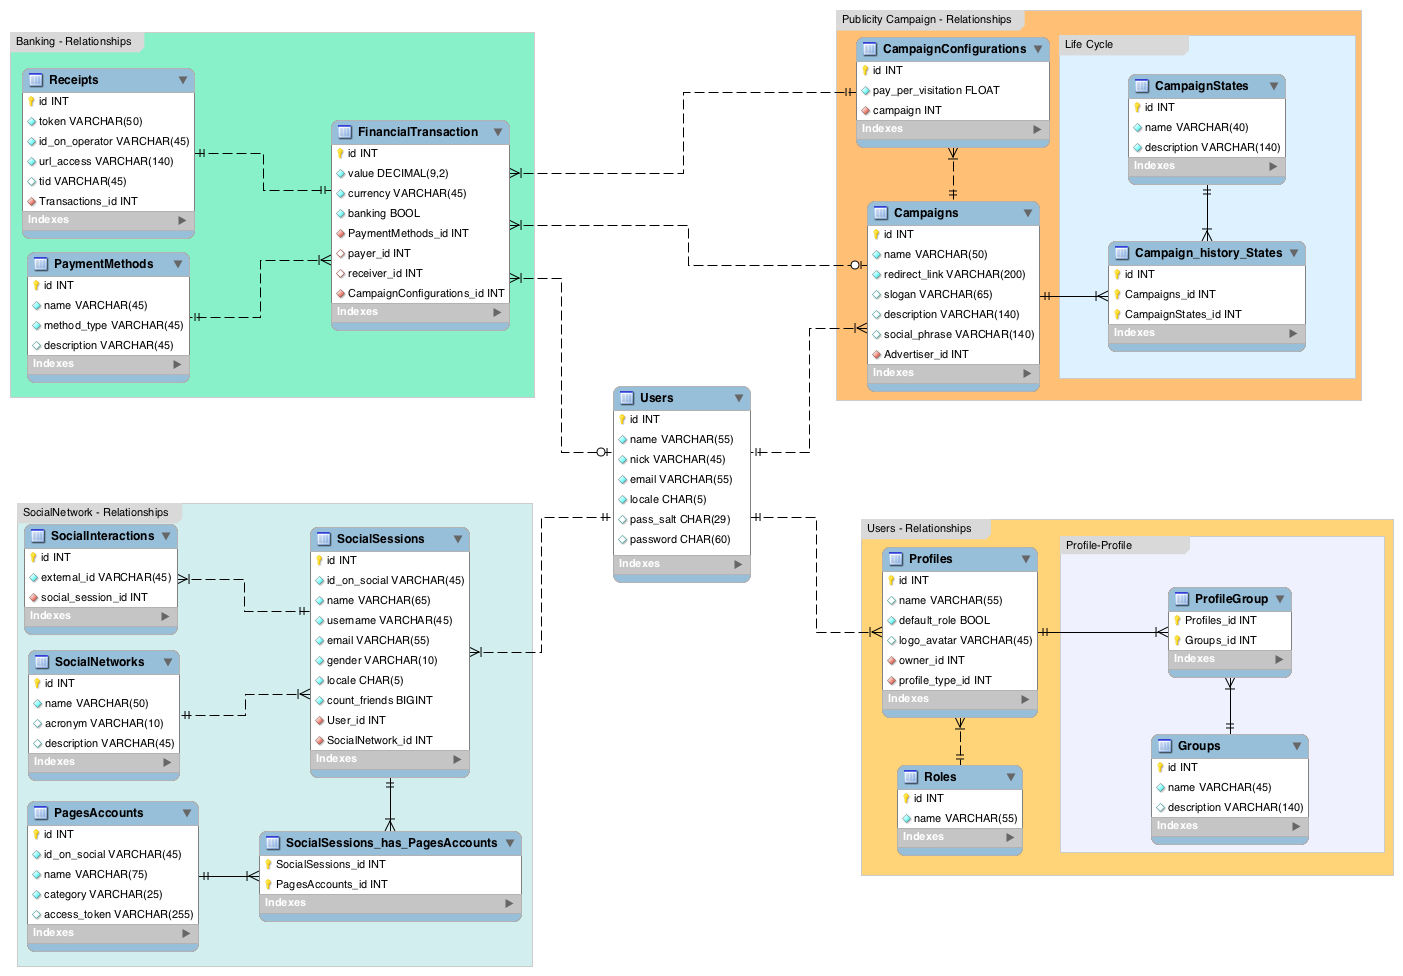 Banking - Relationships
Receipts
id INT
token VARCHAR(50)
id_on_operator VARCHAR(45)
url_access VARCHAR(140)
tid VARCHAR(45)
Transactions_id INT
Indexes
PaymentMethods
id INT
name VARCHAR(45)
method_type VARCHAR(45)
description VARCHAR(45)
Indexes
FinancialTransaction
id INT
value DECIMAL(9,2)
currency VARCHAR(45)
banking BOOL
PaymentMethods_id INT
payer_id INT
receiver_id INT
CampaignConfigurations_id INT
Indexes
Publicity Campaign - Relationships
CampaignConfigurations
id INT
pay_per_visitation FLOAT
campaign INT
Indexes
Campaigns
id INT
name VARCHAR(50)
redirect_link VARCHAR(200)
slogan VARCHAR(65)
description VARCHAR(140)
social_phrase VARCHAR(140)
Advertiser_id INT
Indexes
Life Cycle
CampaignStates
id INT
name VARCHAR(40)
description VARCHAR(140)
Indexes
Campaign_history_States
id INT
Campaigns_id INT
CampaignStates_id INT
Indexes
Users
id INT
name VARCHAR(55)
nick VARCHAR(45)
email VARCHAR(55)
locale CHAR(5)
pass_salt CHAR(29)
password CHAR(60)
Indexes
SocialNetwork - Relationships
SocialInteractions
id INT
external_id VARCHAR(45)
social_session_id INT
Indexes
SocialNetworks
id INT
name VARCHAR(50)
acronym VARCHAR(10)
description VARCHAR(45)
Indexes
PagesAccounts
id INT
id_on_social VARCHAR(45)
name VARCHAR(75)
category VARCHAR(25)
access_token VARCHAR(255)
Indexes
SocialSessions
id INT
id_on_social VARCHAR(45)
name VARCHAR(65)
username VARCHAR(45)
email VARCHAR(55)
gender VARCHAR(10)
locale CHAR(5)
count_friends BIGINT
User_id INT
SocialNetwork_id INT
Indexes
SocialSessions_has_PagesAccounts
SocialSessions_id INT
PagesAccounts_id INT
Indexes
Users - Relationships
Profiles
id INT
name VARCHAR(55)
default_role BOOL
logo_avatar VARCHAR(45)
owner_id INT
profile_type_id INT
Indexes
Roles
id INT
name VARCHAR(55)
Indexes
Profile-Profile
ProfileGroup
Profiles_id INT
Groups_id INT
Indexes
Groups
id INT
name VARCHAR(45)
description VARCHAR(140)
Indexes